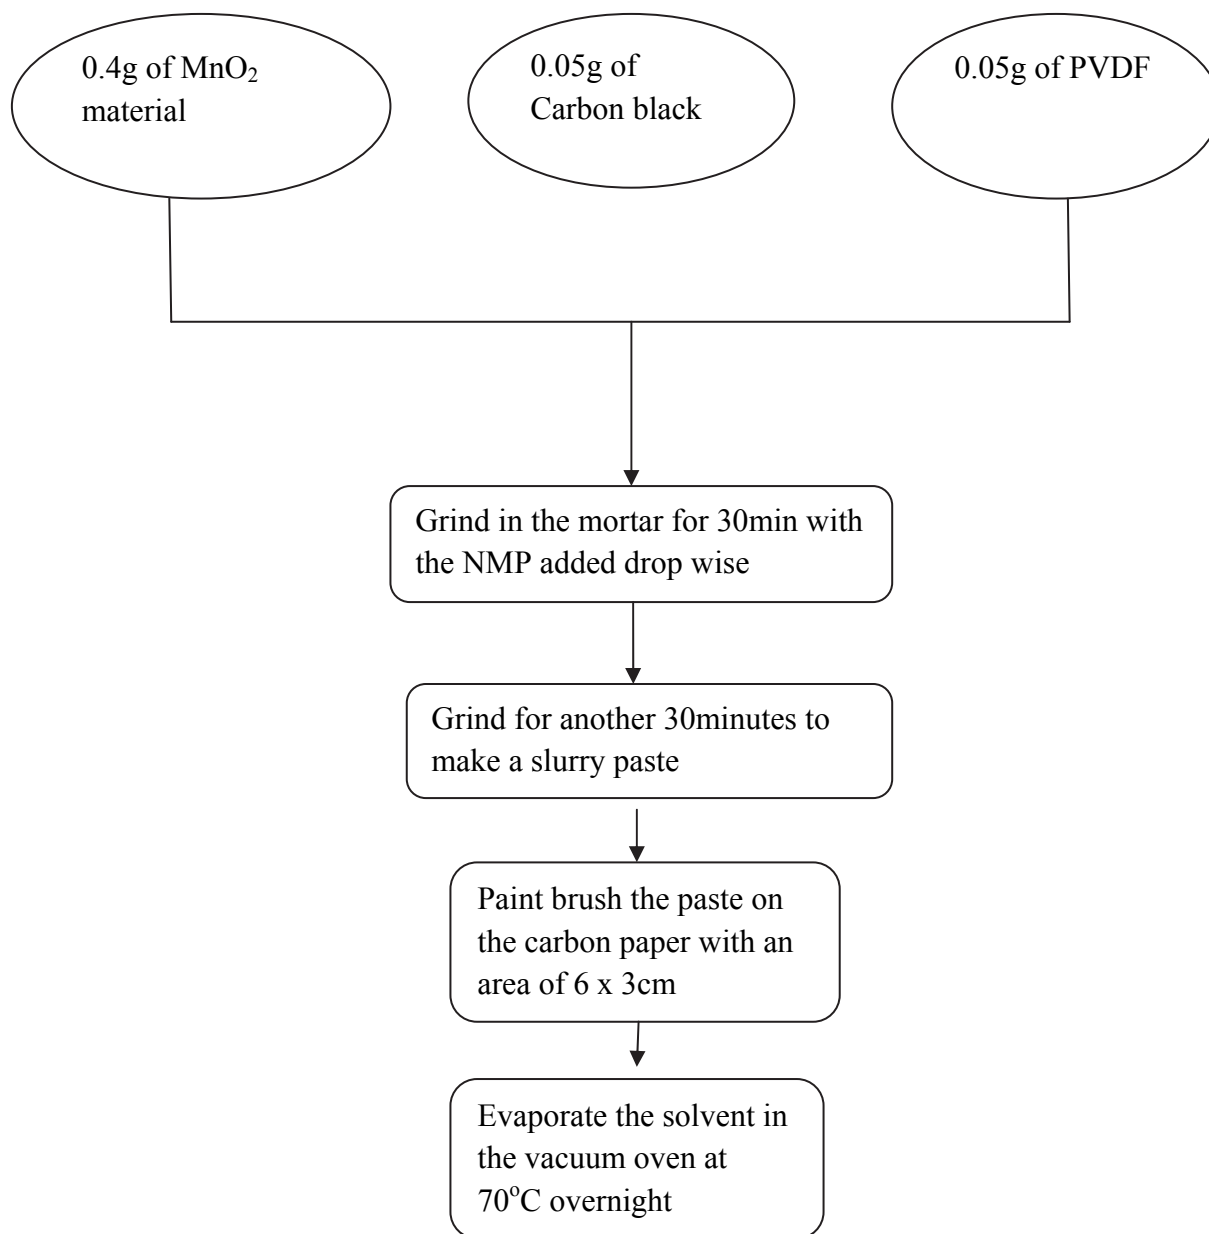 0.4g of MnO₂
material
0.05g of
Carbon black
0.05g of PVDF
Grind in the mortar for 30min with
the NMP added drop wise
Grind for another 30minutes to
make a slurry paste
Paint brush the paste on
the carbon paper with an
area of 6 x 3cm
Evaporate the solvent in
the vacuum oven at
70°C overnight